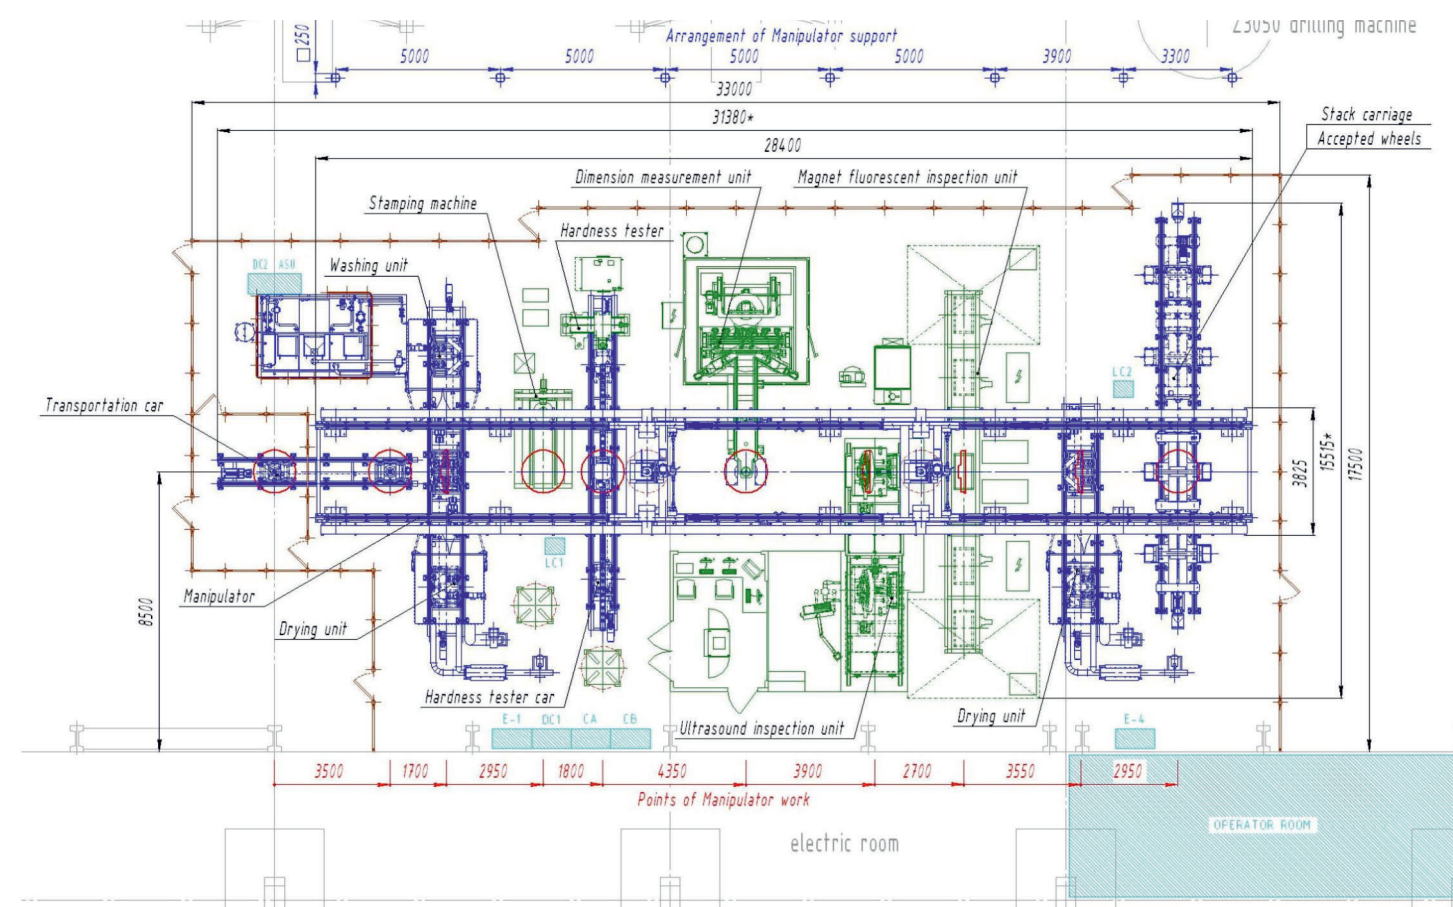 Z3050 drilling machine
Arrangement of Manipulator support
□250
5000
5000
5000
5000
3900
3300
33000
31380*
28400
Stack carriage
Accepted wheels
Dimension measurement unit
Magnet fluorescent inspection unit
Stamping machine
Hardness tester
Washing unit
DC2 ASU
LC2
Transportation car
3825
15515*
17500
LC1
Manipulator
8500
Drying unit
Hardness tester car
E-1 DC1 CA CB
Ultrasound inspection unit
Drying unit
E-4
3500
1700
2950
1800
4350
3900
2700
3550
2950
Points of Manipulator work
OPERATOR ROOM
electric room